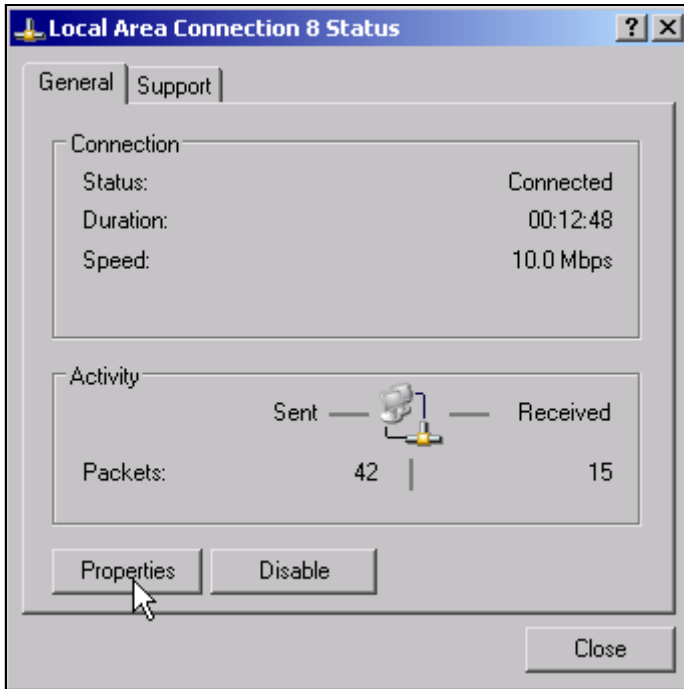 Local Area Connection 8 Status
General Support
Connection
Status: Connected
Duration: 00:12:48
Speed: 10.0 Mbps
Activity
Sent Received
Packets: 42 15
Properties Disable
Close